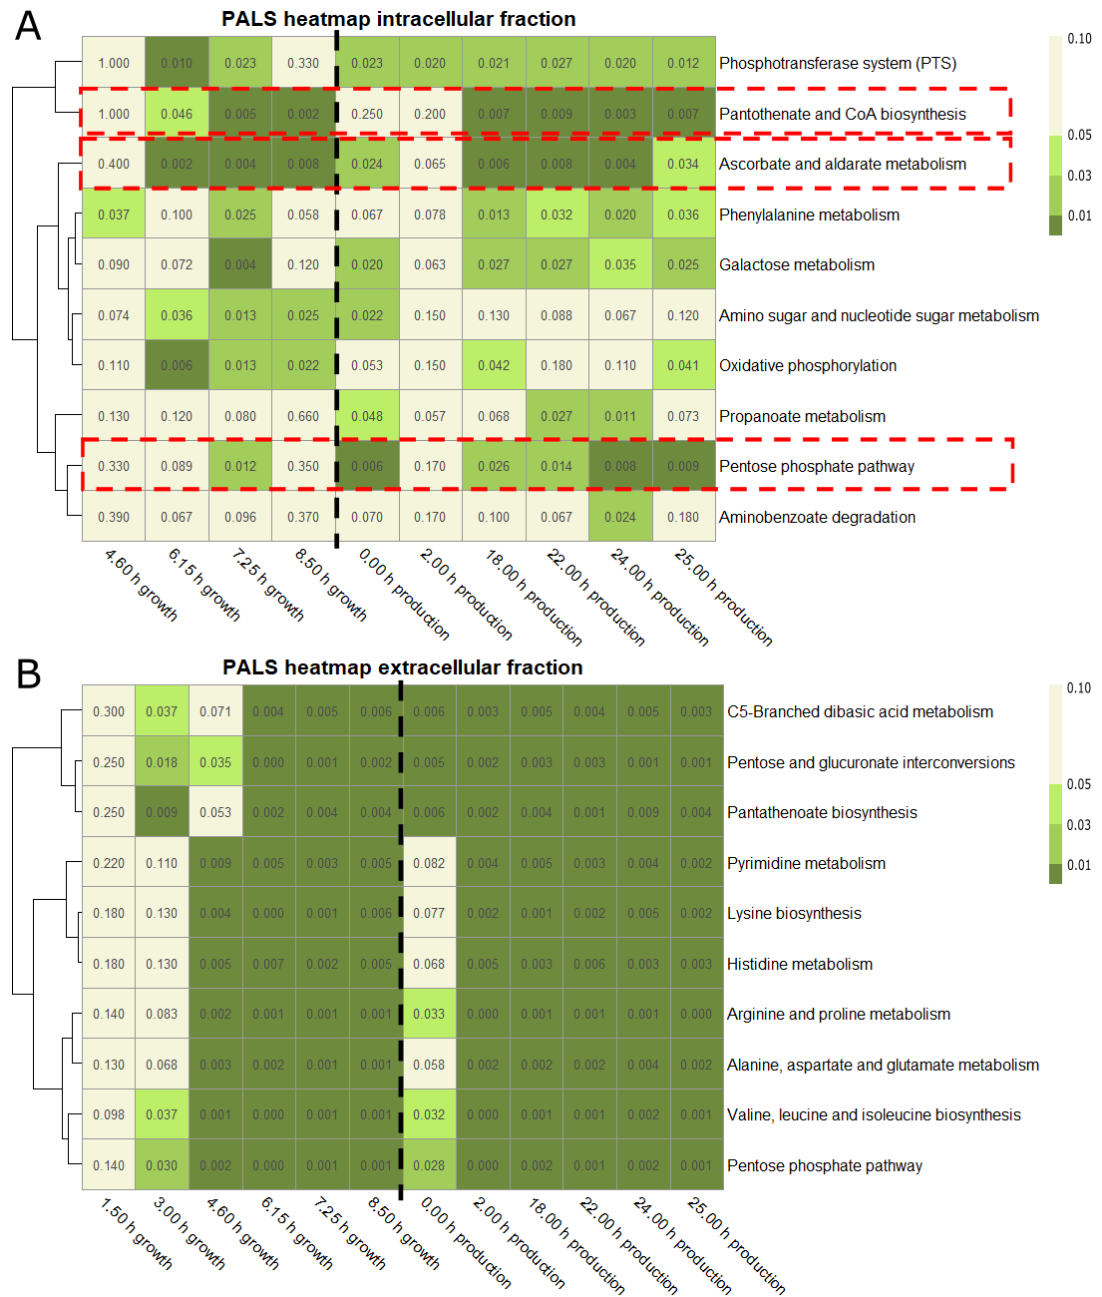 A
PALS heatmap intracellular fraction
1.000 0.010 0.023 0.330 0.023 0.020 0.021 0.027 0.020 0.012 Phosphotransferase system (PTS)
1.000 0.046 0.005 0.002 0.250 0.200 0.007 0.009 0.003 0.007 Pantothenate and CoA biosynthesis
0.400 0.002 0.004 0.008 0.024 0.065 0.006 0.008 0.004 0.034 Ascorbate and aldarate metabolism
0.037 0.100 0.025 0.058 0.067 0.078 0.013 0.032 0.020 0.036 Phenylalanine metabolism
0.090 0.072 0.004 0.120 0.020 0.063 0.027 0.027 0.035 0.025 Galactose metabolism
0.074 0.036 0.013 0.025 0.022 0.150 0.130 0.088 0.067 0.120 Amino sugar and nucleotide sugar metabolism
0.110 0.006 0.013 0.022 0.053 0.150 0.042 0.180 0.110 0.041 Oxidative phosphorylation
0.130 0.120 0.080 0.660 0.048 0.057 0.068 0.027 0.011 0.073 Propanoate metabolism
0.330 0.089 0.012 0.350 0.006 0.170 0.026 0.014 0.008 0.009 Pentose phosphate pathway
0.390 0.067 0.096 0.370 0.070 0.170 0.100 0.067 0.024 0.180 Aminobenzoate degradation
4.60 h growth
6.15 h growth
7.25 h growth
8.50 h growth
0.00 h production
2.00 h production
18.00 h production
22.00 h production
24.00 h production
25.00 h production
0.10
0.05
0.03
0.01
B
PALS heatmap extracellular fraction
0.300 0.037 0.071 0.004 0.005 0.006 0.006 0.003 0.005 0.004 0.005 0.003 C5-Branched dibasic acid metabolism
0.250 0.018 0.035 0.000 0.001 0.002 0.005 0.002 0.003 0.003 0.001 0.001 Pentose and glucuronate interconversions
0.250 0.009 0.053 0.002 0.004 0.004 0.006 0.002 0.004 0.001 0.009 0.004 Pantathenoate biosynthesis
0.220 0.110 0.009 0.005 0.003 0.005 0.082 0.004 0.005 0.003 0.004 0.002 Pyrimidine metabolism
0.180 0.130 0.004 0.000 0.001 0.006 0.077 0.002 0.001 0.002 0.005 0.002 Lysine biosynthesis
0.180 0.130 0.005 0.007 0.002 0.005 0.068 0.005 0.003 0.006 0.003 0.003 Histidine metabolism
0.140 0.083 0.002 0.001 0.001 0.001 0.033 0.000 0.001 0.001 0.001 0.000 Arginine and proline metabolism
0.130 0.068 0.003 0.002 0.001 0.001 0.058 0.002 0.002 0.002 0.004 0.002 Alanine, aspartate and glutamate metabolism
0.098 0.037 0.001 0.000 0.001 0.001 0.032 0.000 0.001 0.001 0.002 0.001 Valine, leucine and isoleucine biosynthesis
0.140 0.030 0.002 0.000 0.001 0.001 0.028 0.000 0.002 0.001 0.002 0.001 Pentose phosphate pathway
1.50 h growth
3.00 h growth
4.60 h growth
6.15 h growth
7.25 h growth
8.50 h growth
0.00 h production
2.00 h production
18.00 h production
22.00 h production
24.00 h production
25.00 h production
0.10
0.05
0.03
0.01